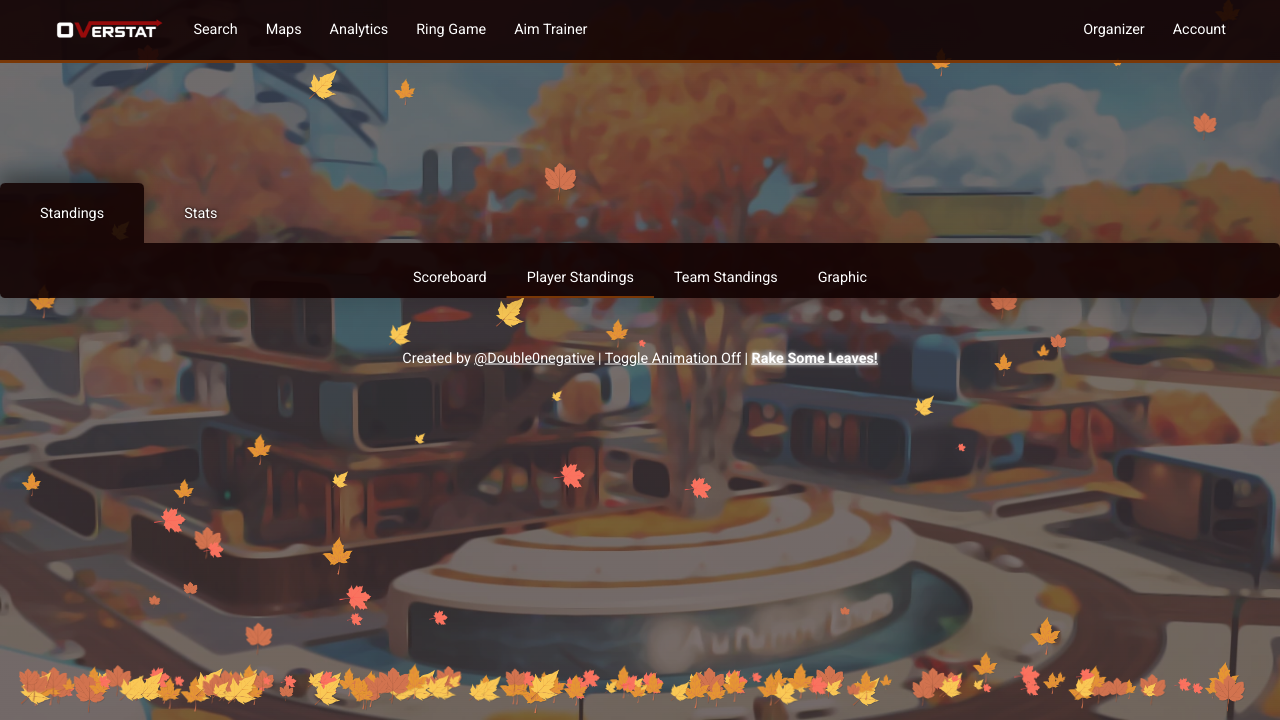 OVERSTAT Search Maps Analytics Ring Game Aim Trainer Organizer Account
Standings Stats
Scoreboard Player Standings Team Standings Graphic
Created by @Double0negative | Toggle Animation Off | Rake Some Leaves!